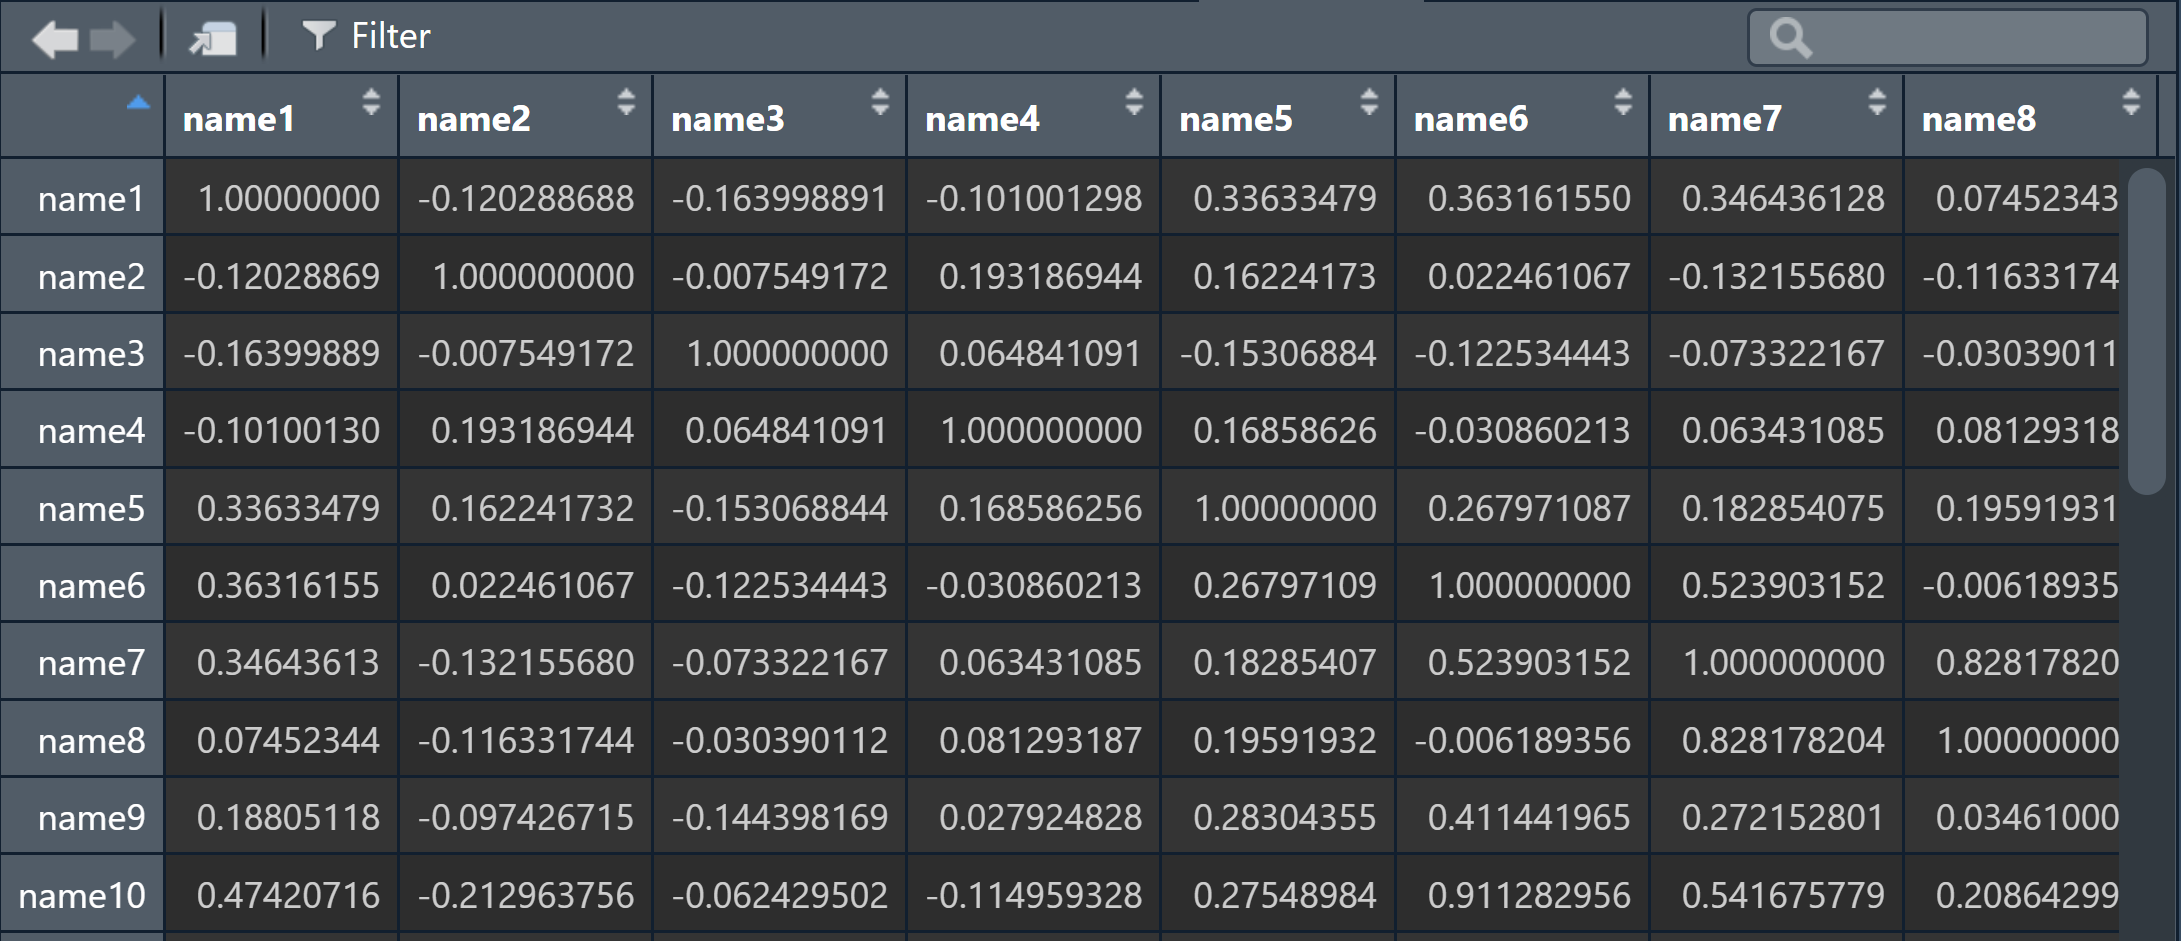 Filter
name1 name2 name3 name4 name5 name6 name7 name8
name1 1.00000000 -0.120288688 -0.163998891 -0.101001298 0.33633479 0.363161550 0.346436128 0.07452343
name2 -0.12028869 1.000000000 -0.007549172 0.193186944 0.16224173 0.022461067 -0.132155680 -0.11633174
name3 -0.16399889 -0.007549172 1.000000000 0.064841091 -0.15306884 -0.122534443 -0.073322167 -0.03039011
name4 -0.10100130 0.193186944 0.064841091 1.000000000 0.16858626 -0.030860213 0.063431085 0.08129318
name5 0.33633479 0.162241732 -0.153068844 0.168586256 1.00000000 0.267971087 0.182854075 0.19591931
name6 0.36316155 0.022461067 -0.122534443 -0.030860213 0.26797109 1.000000000 0.523903152 -0.00618935
name7 0.34643613 -0.132155680 -0.073322167 0.063431085 0.18285407 0.523903152 1.000000000 0.82817820
name8 0.07452344 -0.116331744 -0.030390112 0.081293187 0.19591932 -0.006189356 0.828178204 1.00000000
name9 0.18805118 -0.097426715 -0.144398169 0.027924828 0.28304355 0.411441965 0.272152801 0.03461000
name10 0.47420716 -0.212963756 -0.062429502 -0.114959328 0.27548984 0.911282956 0.541675779 0.20864299